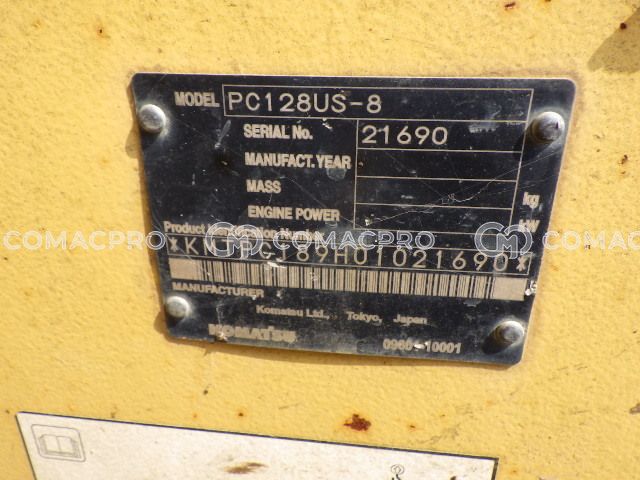 MODEL PC128US-8
SERIAL No. 21690
MANUFACT.YEAR
MASS kg
ENGINE POWER kW
Product Number
COMACPRO COMACPRO COMACPRO
MANUFACTURER
Komatsu Ltd., Tokyo, Japan
KOMATSU
10001